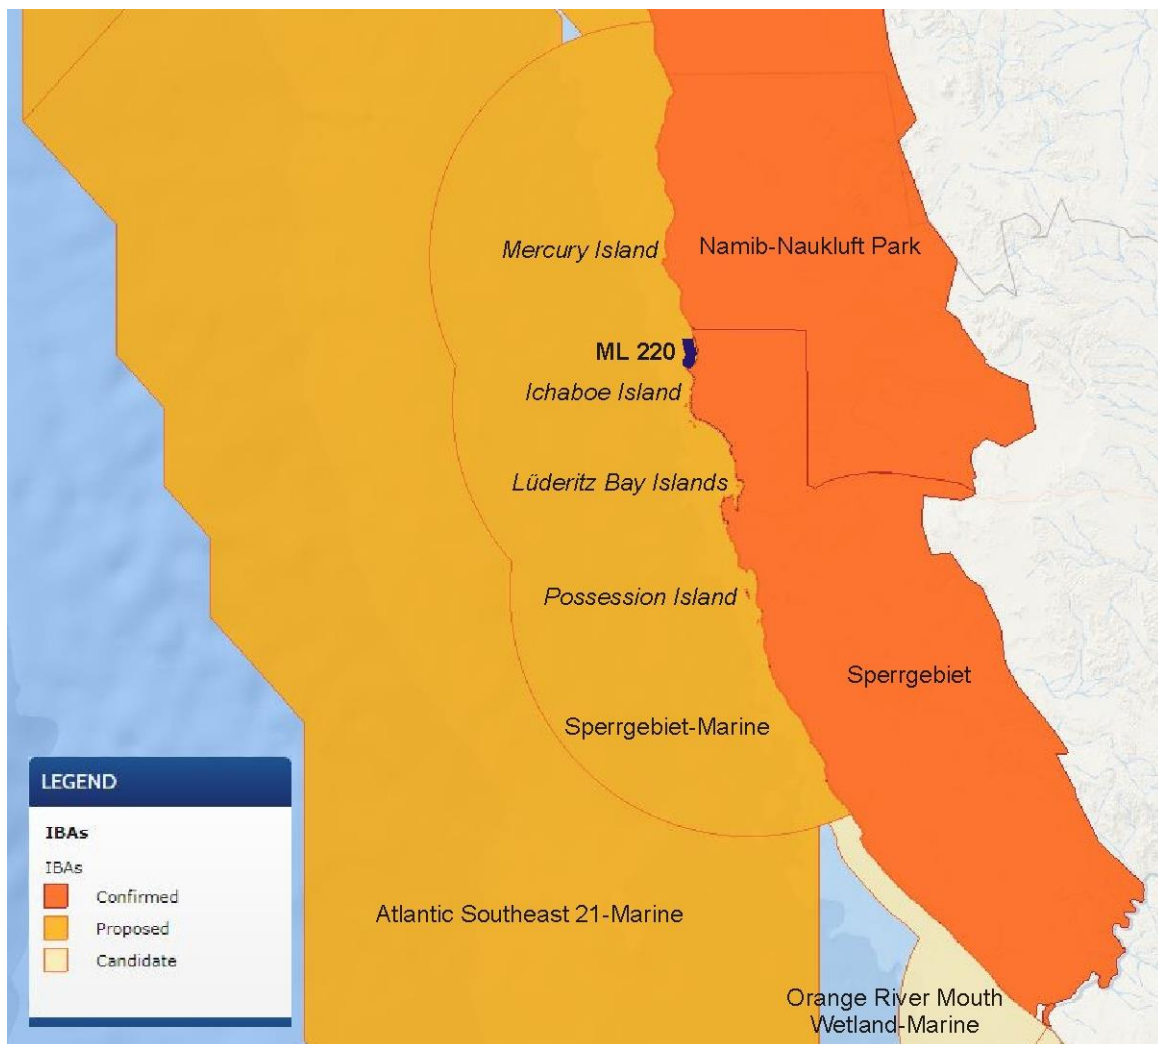 Mercury Island
Namib-Naukluft Park
ML 220
Ichaboe Island
Lüderitz Bay Islands
Possession Island
Sperrgebiet
Sperrgebiet-Marine
LEGEND
IBAs
IBAs
Confirmed
Proposed
Candidate
Atlantic Southeast 21-Marine
Orange River Mouth
Wetland-Marine